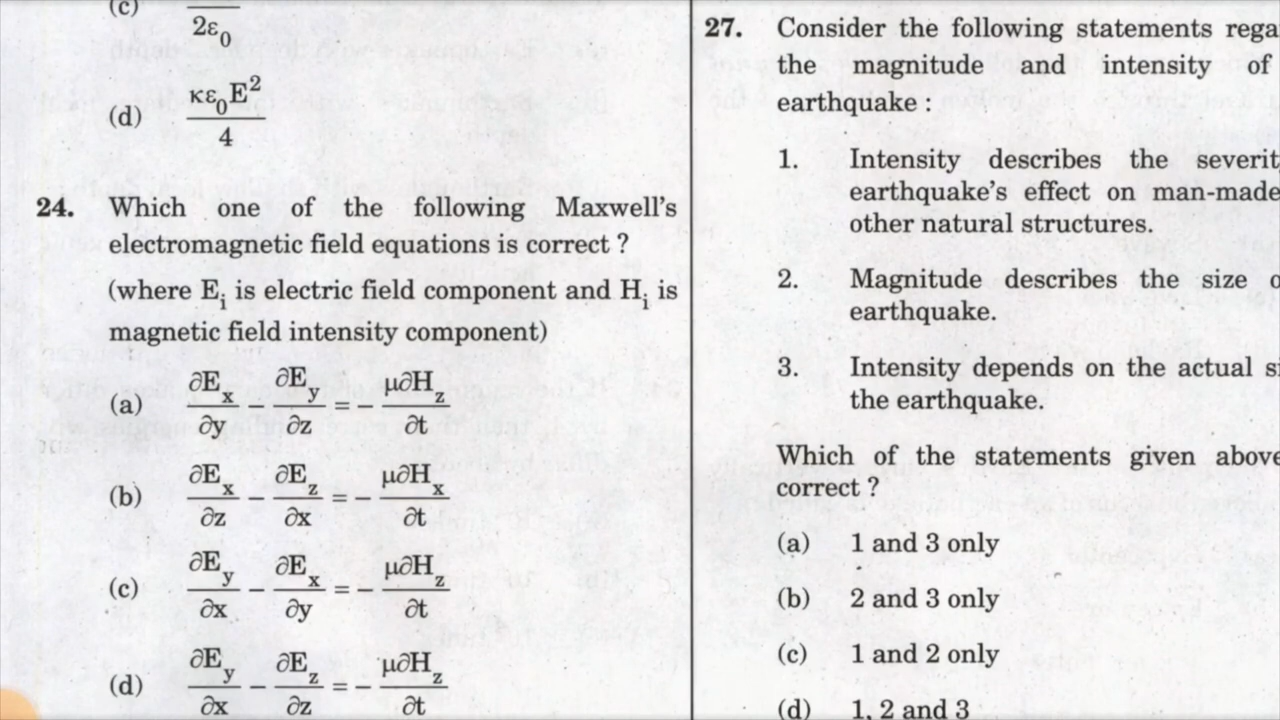 (c)
2ε₀
(d) κε₀E²
4
24. Which one of the following Maxwell's
electromagnetic field equations is correct ?
(where Eᵢ is electric field component and Hᵢ is
magnetic field intensity component)
(a) ∂Eₓ/∂y – ∂E_y/∂z = – μ∂H_z/∂t
(b) ∂Eₓ/∂z – ∂E_z/∂x = – μ∂Hₓ/∂t
(c) ∂E_y/∂x – ∂Eₓ/∂y = – μ∂H_z/∂t
(d) ∂E_y/∂x – ∂E_z/∂z = – μ∂H_z/∂t
27. Consider the following statements rega
the magnitude and intensity of
earthquake :
1. Intensity describes the severit
earthquake's effect on man-made
other natural structures.
2. Magnitude describes the size o
earthquake.
3. Intensity depends on the actual si
the earthquake.
Which of the statements given above
correct ?
(a) 1 and 3 only
(b) 2 and 3 only
(c) 1 and 2 only
(d) 1, 2 and 3